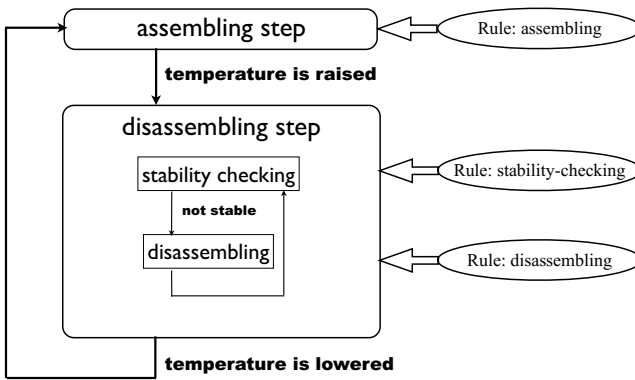 assembling step
Rule: assembling
temperature is raised
disassembling step
stability checking
Rule: stability-checking
not stable
disassembling
Rule: disassembling
temperature is lowered